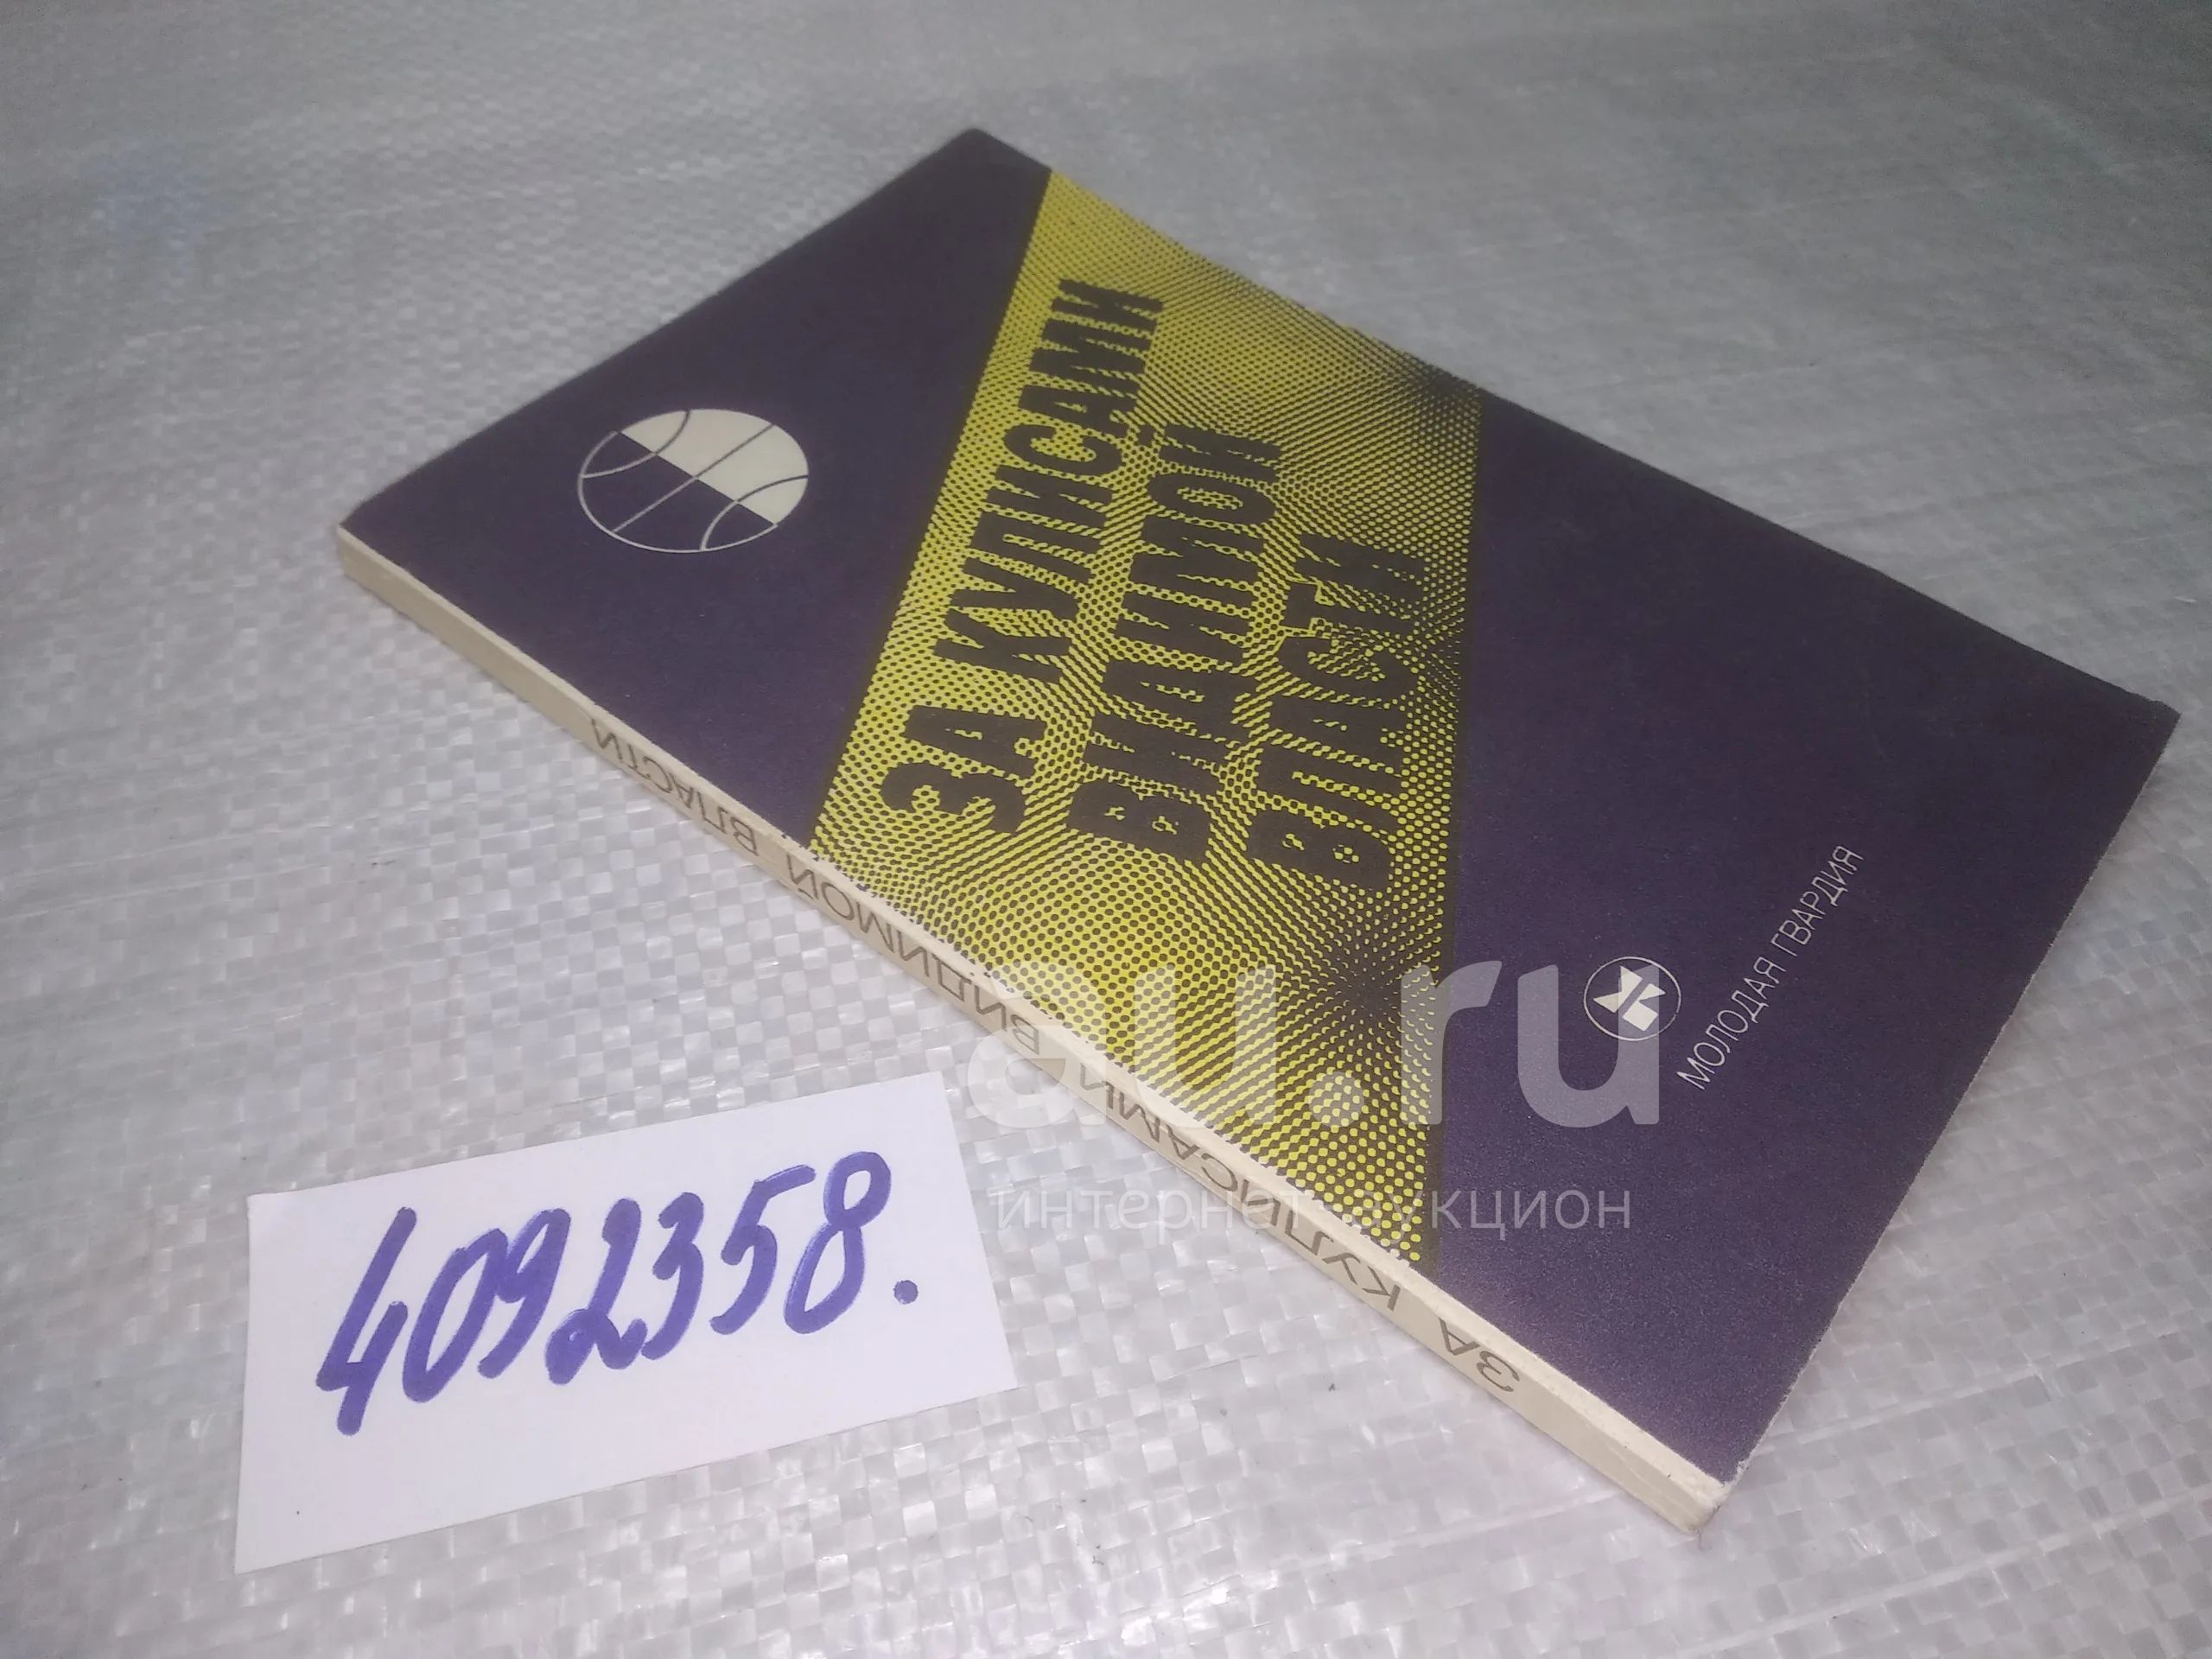 ЗА КУЛИСАМИ
ВИДИМОЙ
ВЛАСТИ
МОЛОДАЯ ГВАРДИЯ
ЗА КУЛИСАМИ ВИДИМОЙ ВЛАСТИ
4092358.
au.ru
интернет аукцион